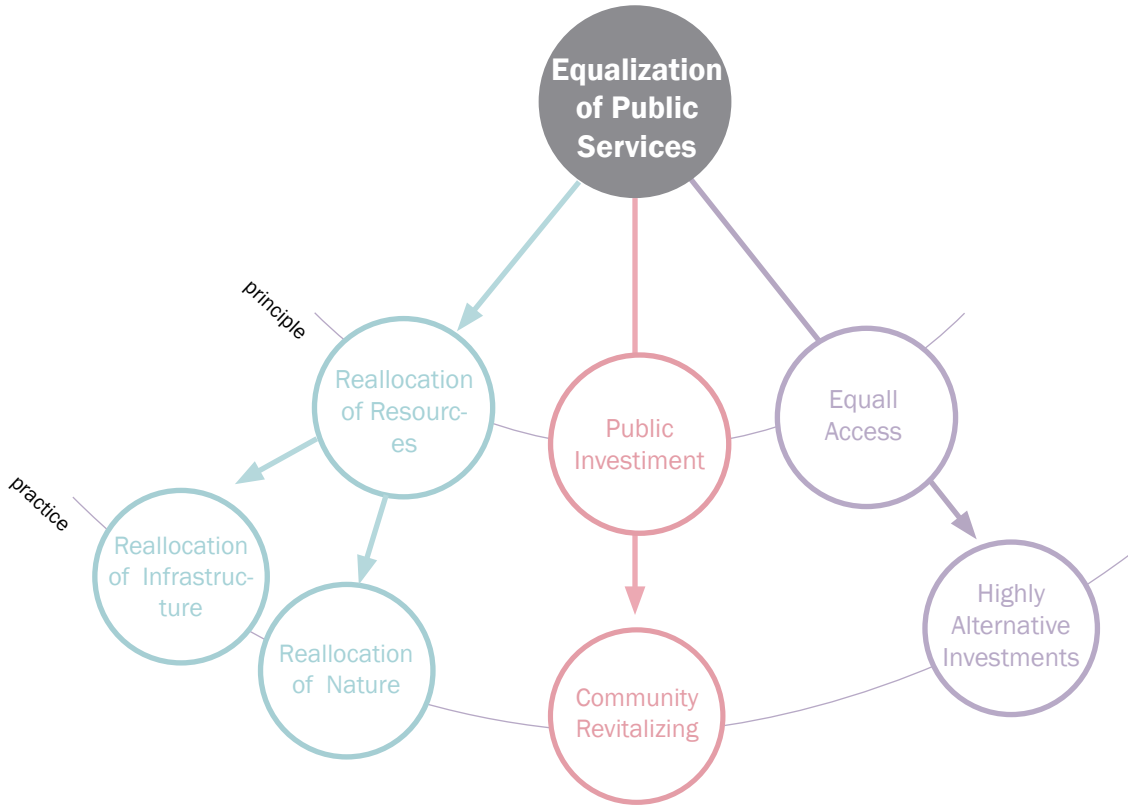 Equalization
of Public
Services
principle
Reallocation
of Resourc-
es
Public
Investiment
Equall
Access
practice
Reallocation
of Infrastruc-
ture
Reallocation
of Nature
Community
Revitalizing
Highly
Alternative
Investments